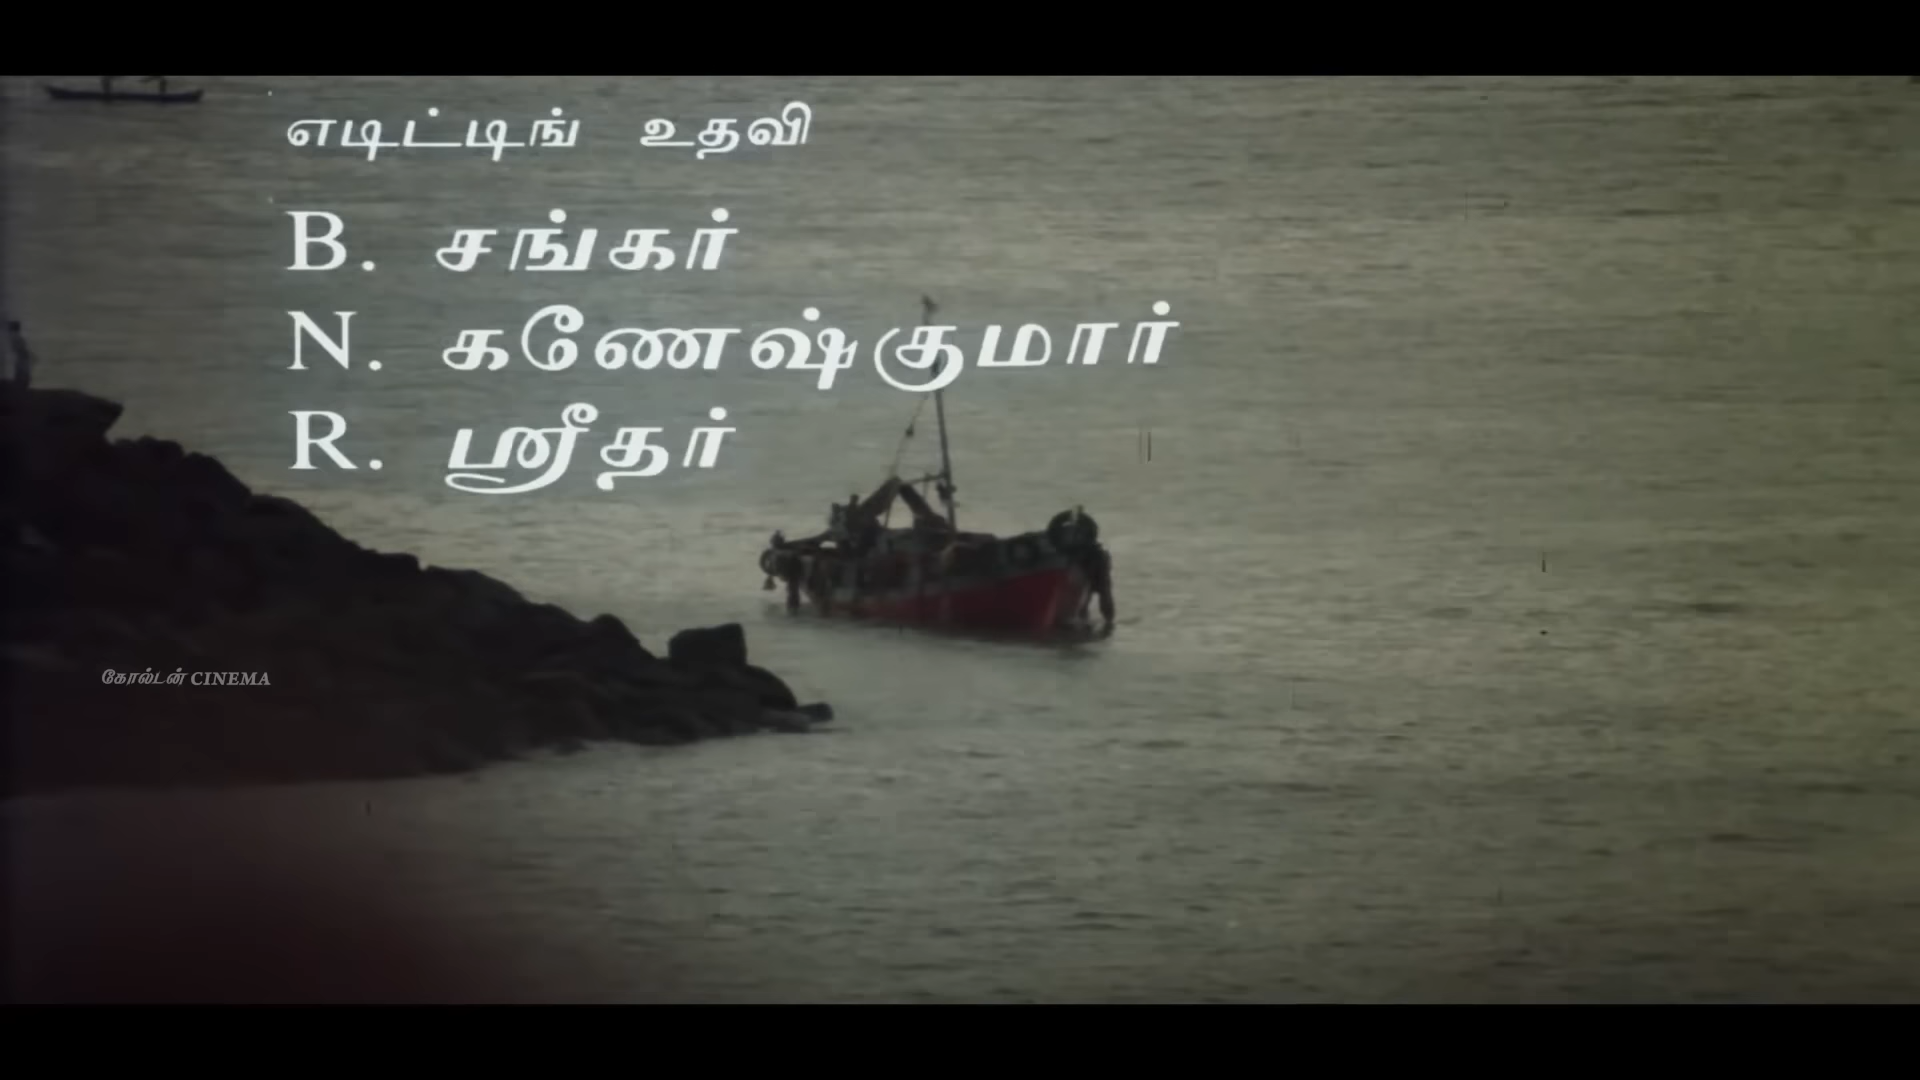 எடிட்டிங் உதவி
B. சங்கர்
N. கணேஷ்குமார்
R. ஸ்ரீதர்
கோல்டன் CINEMA